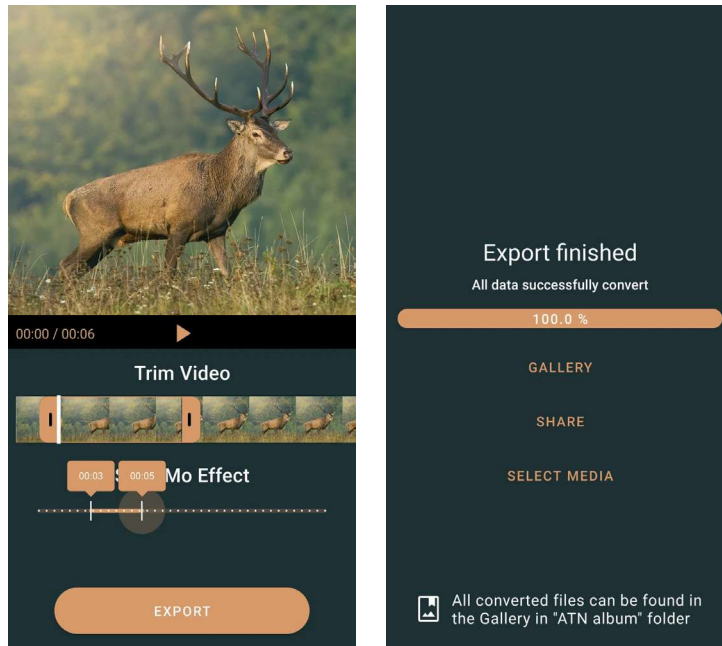 00:00 / 00:06
Trim Video
00:03
00:05
Mo Effect
EXPORT
Export finished
All data successfully convert
100.0 %
GALLERY
SHARE
SELECT MEDIA
All converted files can be found in
the Gallery in "ATN album" folder